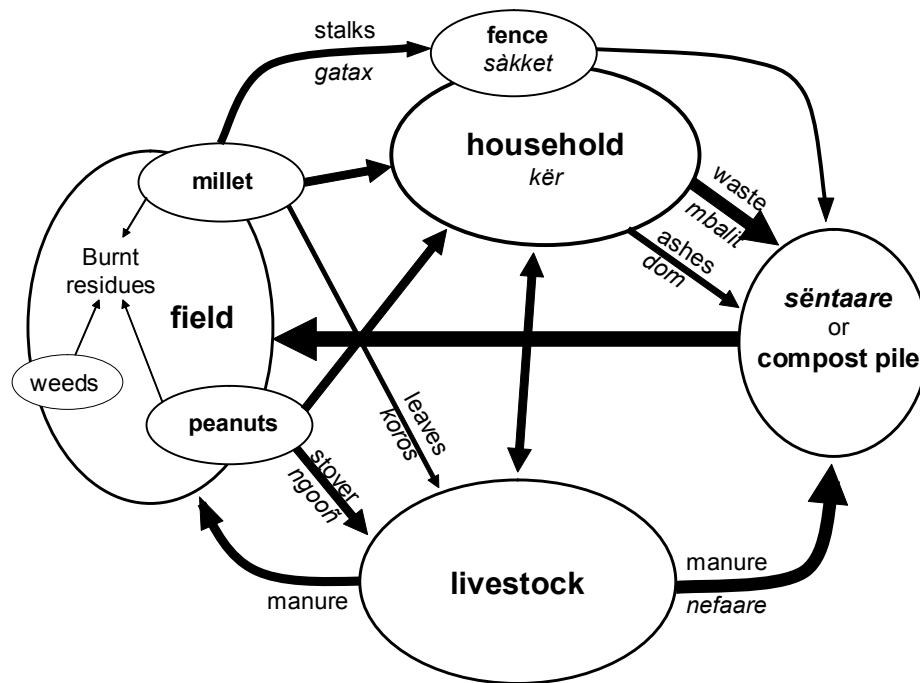 stalks
gatax
fence
sàkket
household
kër
millet
waste
mbalit
ashes
dom
Burnt
residues
field
weeds
peanuts
sëntaare
or
compost pile
leaves
koros
stover
ngooñ
livestock
manure
manure
nefaare